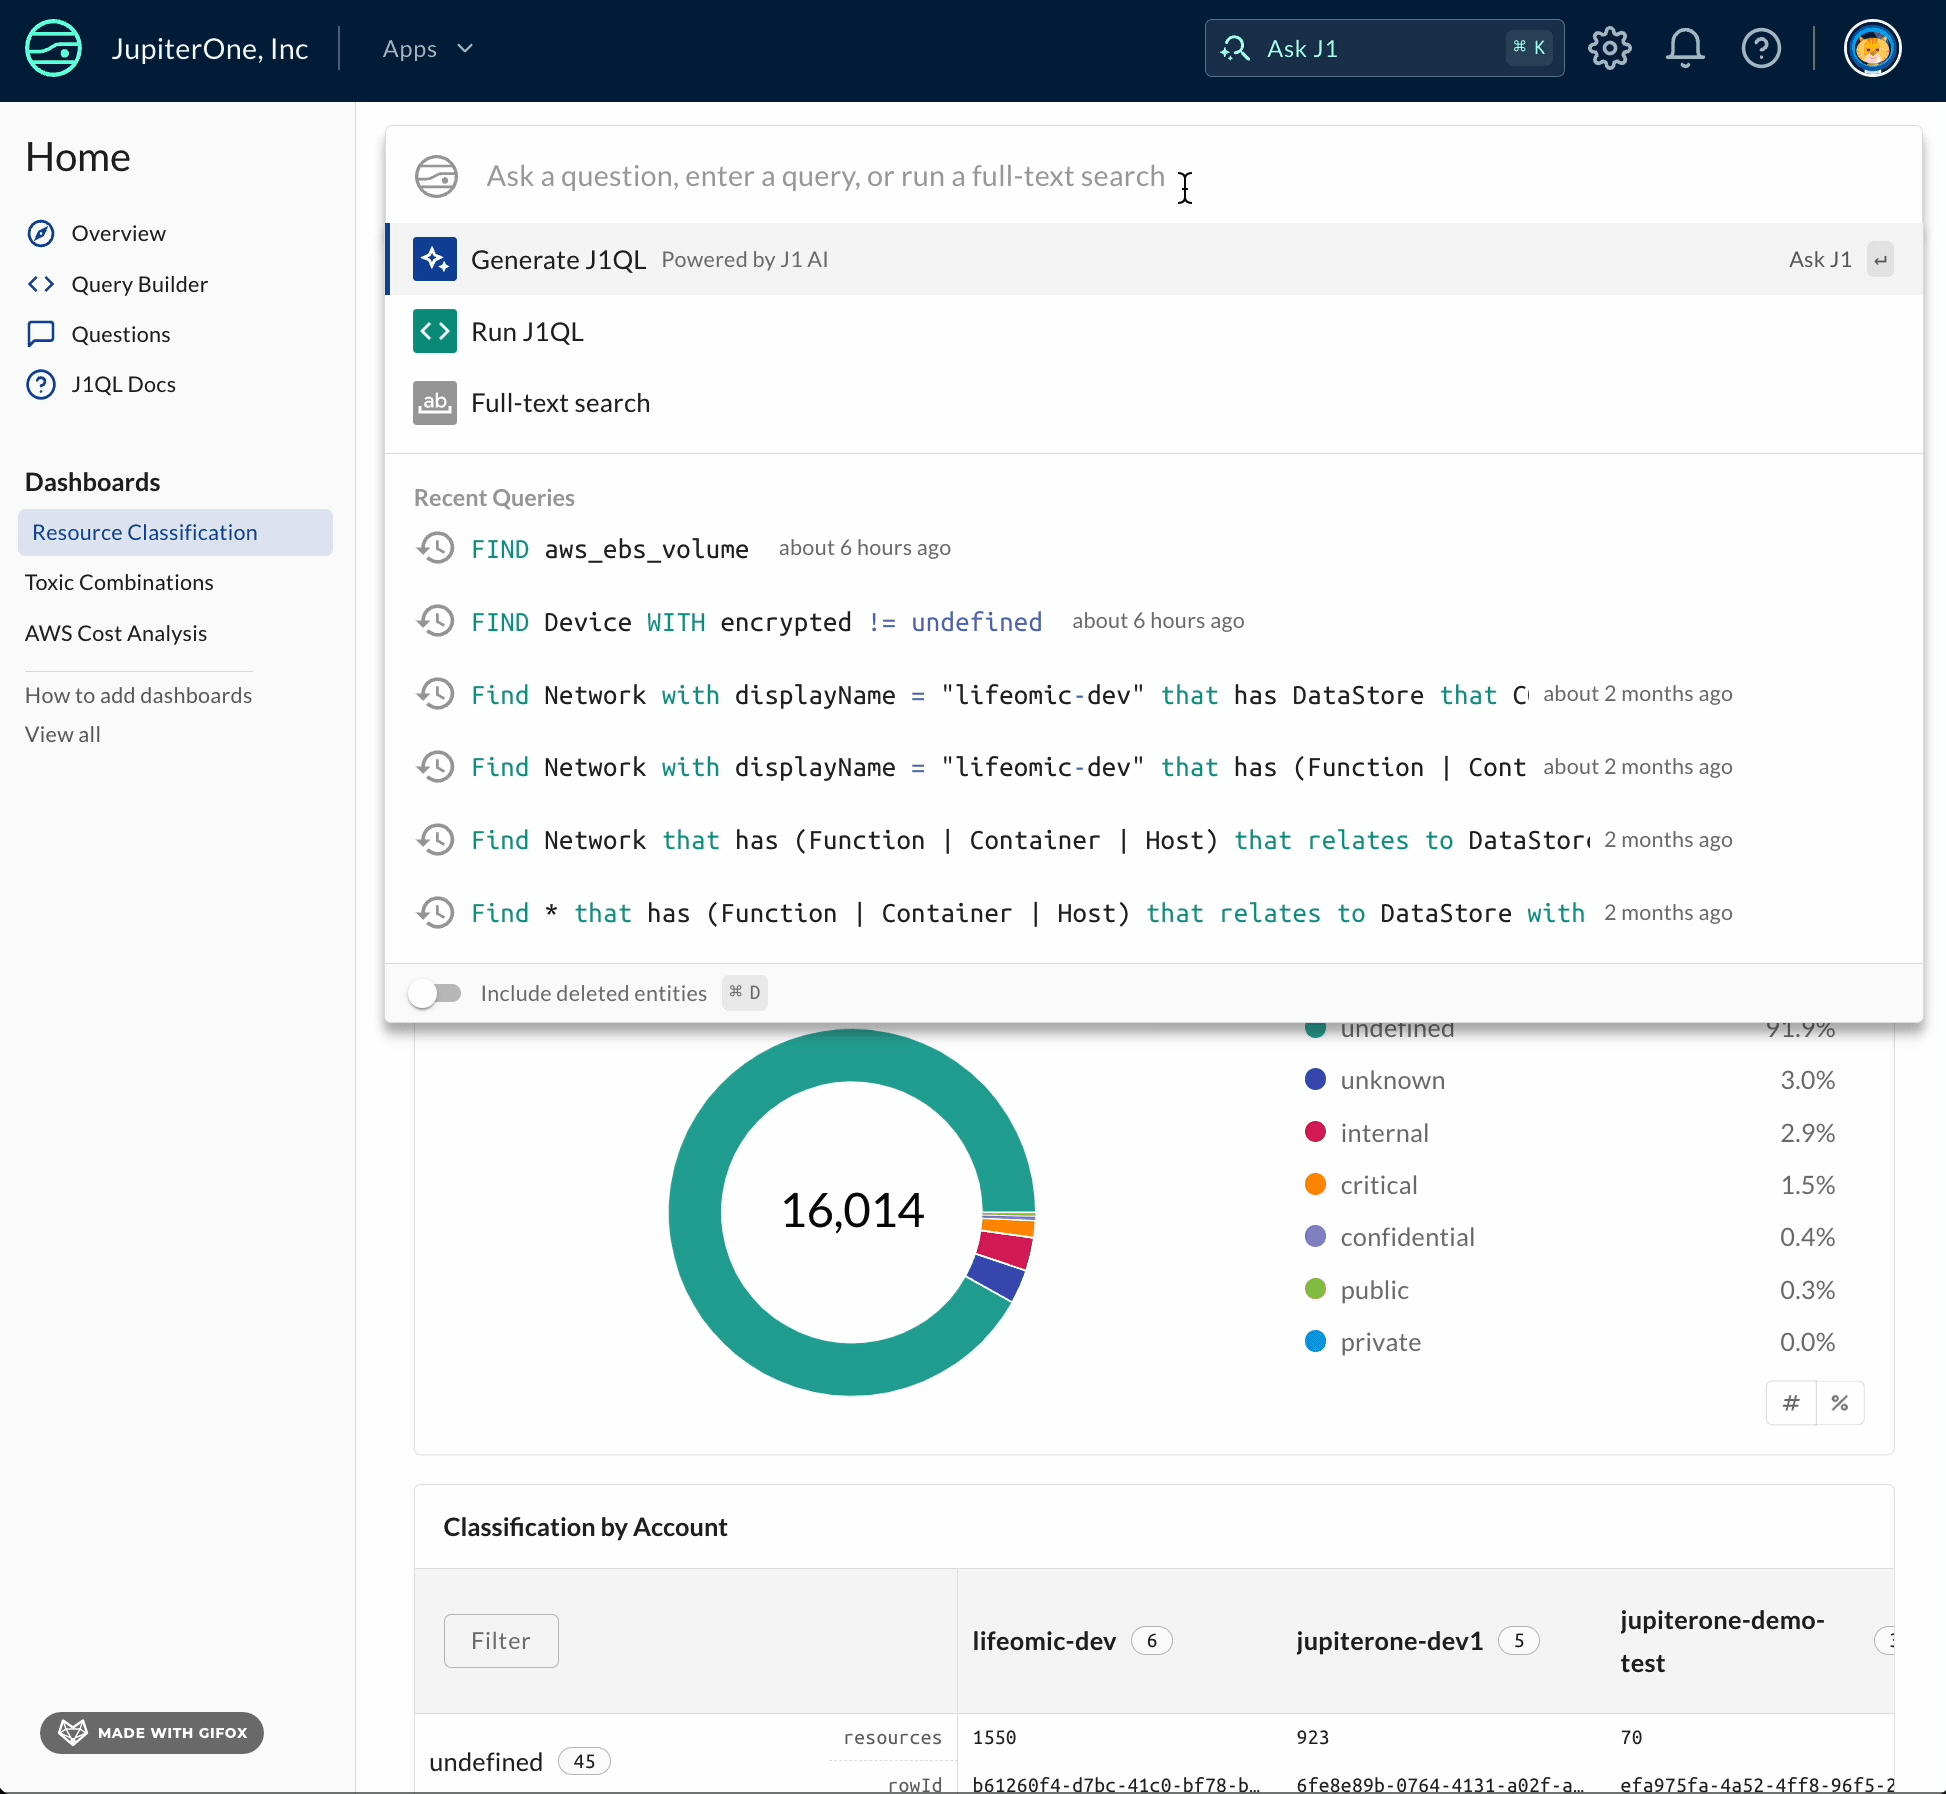 JupiterOne, Inc
Apps
Ask J1
⌘ K
Home
Overview
Query Builder
Questions
J1QL Docs
Dashboards
Resource Classification
Toxic Combinations
AWS Cost Analysis
How to add dashboards
View all
Ask a question, enter a query, or run a full-text search
Generate J1QL Powered by J1 AI
Ask J1 ↵
Run J1QL
ab Full-text search
Recent Queries
FIND aws_ebs_volume about 6 hours ago
FIND Device WITH encrypted != undefined about 6 hours ago
Find Network with displayName = "lifeomic-dev" that has DataStore that about 2 months ago
Find Network with displayName = "lifeomic-dev" that has (Function | Cont about 2 months ago
Find Network that has (Function | Container | Host) that relates to DataStore 2 months ago
Find * that has (Function | Container | Host) that relates to DataStore with 2 months ago
Include deleted entities ⌘ D
16,014
undefined 91.9%
unknown 3.0%
internal 2.9%
critical 1.5%
confidential 0.4%
public 0.3%
private 0.0%
# %
Classification by Account
Filter
lifeomic-dev 6
jupiterone-dev1 5
jupiterone-demo-
test
undefined 45
resources 1550 923 70
rowId b61260f4-d7bc-41c0-bf78-b… 6fe8e89b-0764-4131-a02f-a… efa975fa-4a52-4ff8-96f5-2
MADE WITH GIFOX